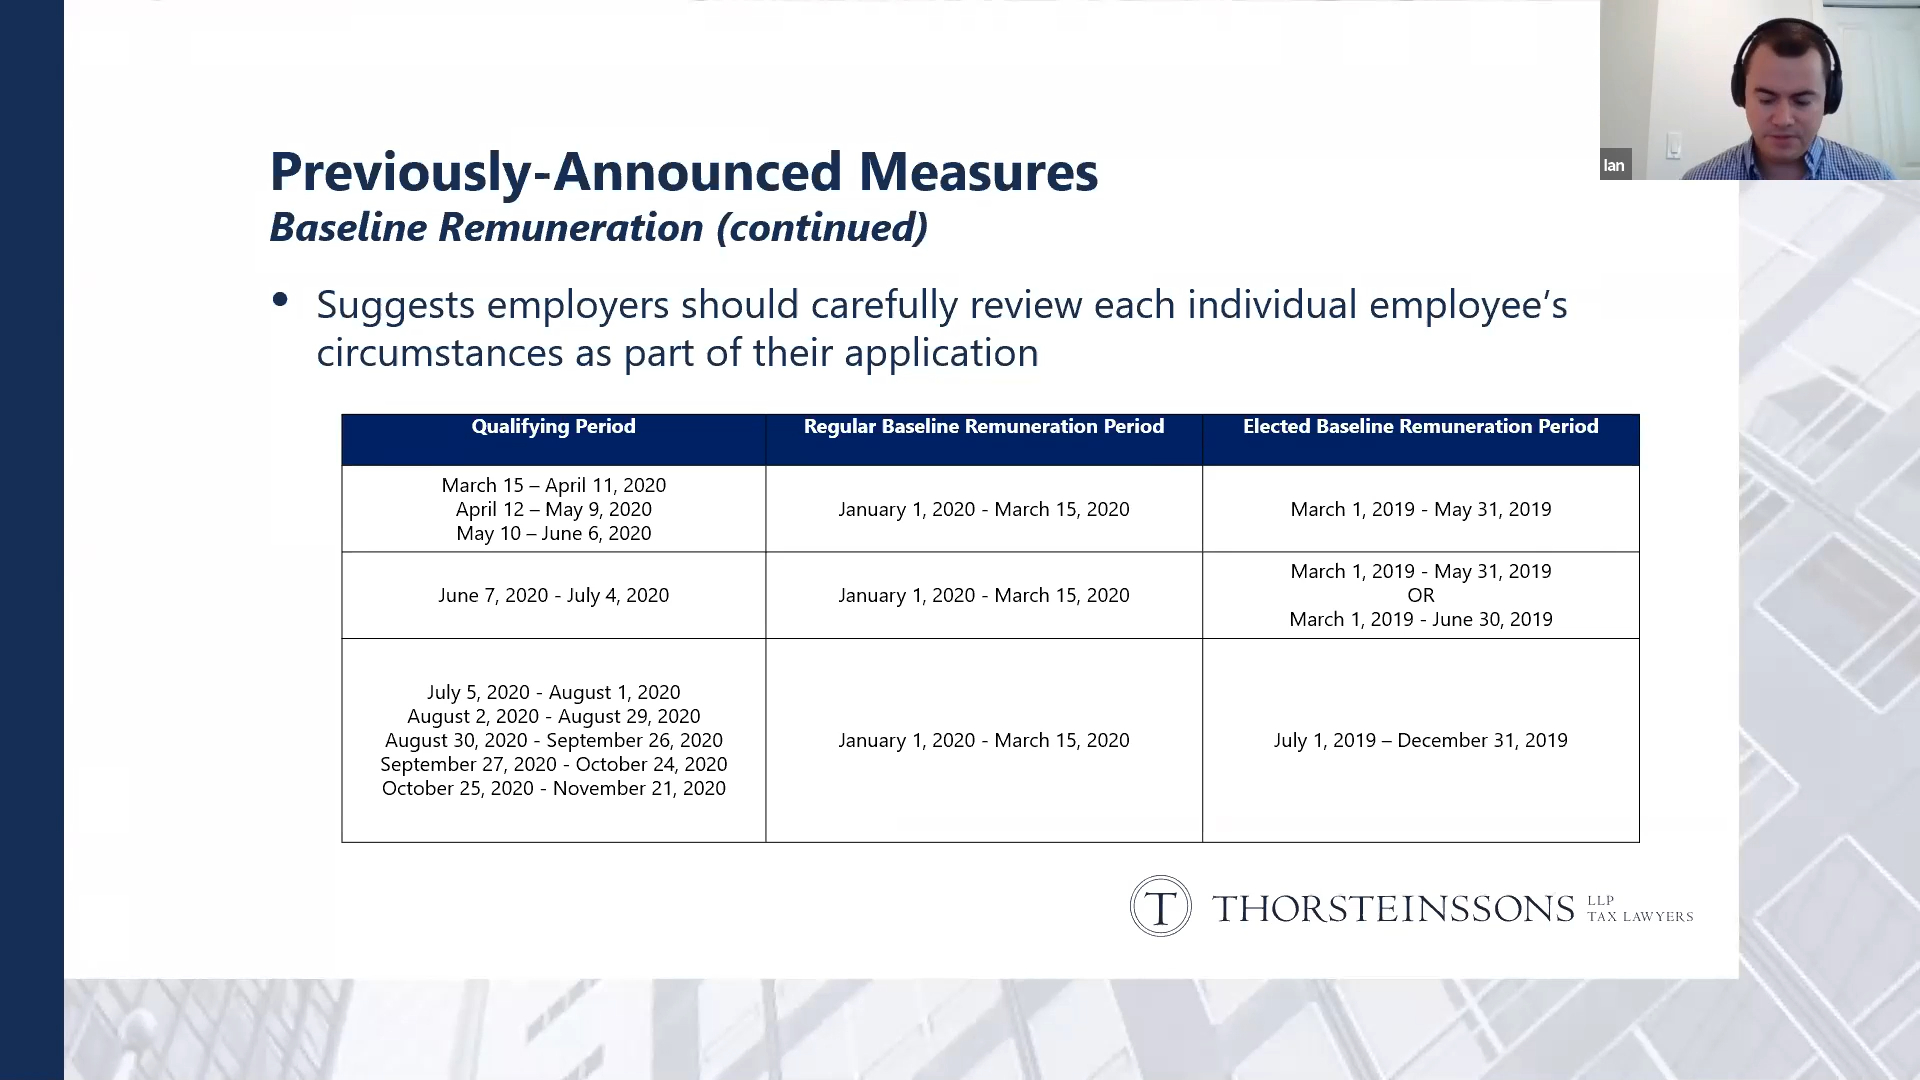 Previously-Announced Measures
Baseline Remuneration (continued)
• Suggests employers should carefully review each individual employee’s
circumstances as part of their application
Qualifying Period
Regular Baseline Remuneration Period
Elected Baseline Remuneration Period
March 15 – April 11, 2020
April 12 – May 9, 2020
May 10 – June 6, 2020
January 1, 2020 - March 15, 2020
March 1, 2019 - May 31, 2019
June 7, 2020 - July 4, 2020
January 1, 2020 - March 15, 2020
March 1, 2019 - May 31, 2019
OR
March 1, 2019 - June 30, 2019
July 5, 2020 - August 1, 2020
August 2, 2020 - August 29, 2020
August 30, 2020 - September 26, 2020
September 27, 2020 - October 24, 2020
October 25, 2020 - November 21, 2020
January 1, 2020 - March 15, 2020
July 1, 2019 – December 31, 2019
T THORSTEINSSONS LLP
TAX LAWYERS
Ian